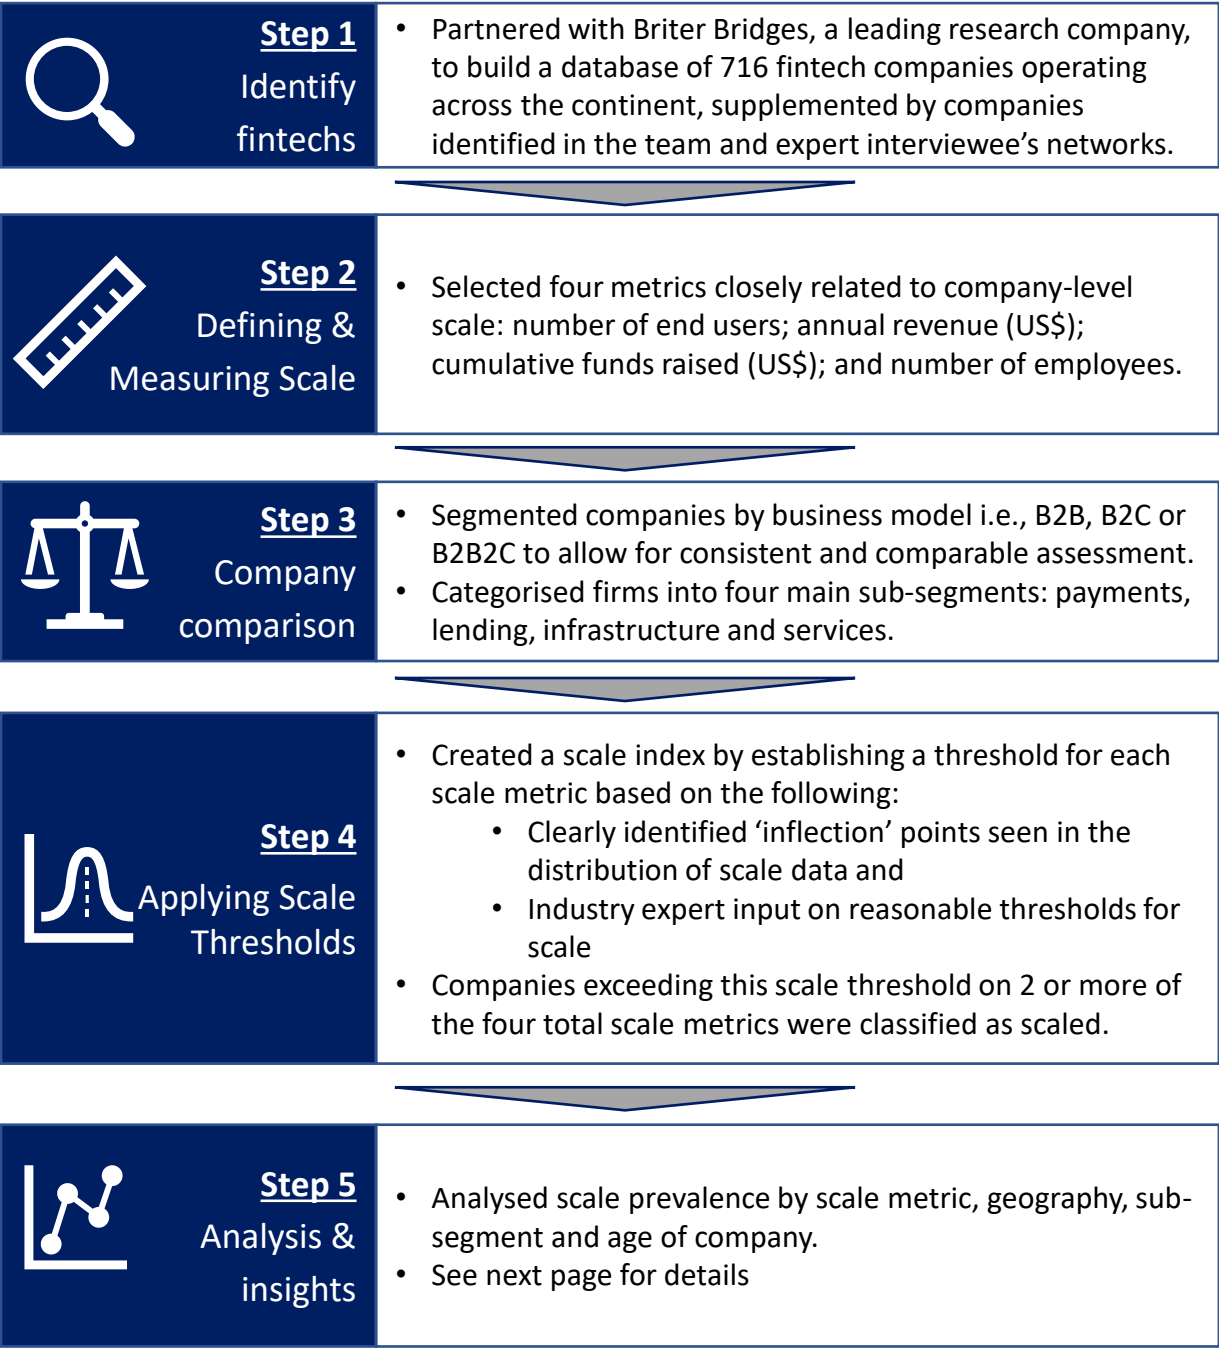 Step 1
Identify
fintechs
• Partnered with Briter Bridges, a leading research company,
to build a database of 716 fintech companies operating
across the continent, supplemented by companies
identified in the team and expert interviewee’s networks.
Step 2
Defining &
Measuring Scale
• Selected four metrics closely related to company-level
scale: number of end users; annual revenue (US$);
cumulative funds raised (US$); and number of employees.
Step 3
Company
comparison
• Segmented companies by business model i.e., B2B, B2C or
B2B2C to allow for consistent and comparable assessment.
• Categorised firms into four main sub-segments: payments,
lending, infrastructure and services.
Step 4
Applying Scale
Thresholds
• Created a scale index by establishing a threshold for each
scale metric based on the following:
• Clearly identified ‘inflection’ points seen in the
distribution of scale data and
• Industry expert input on reasonable thresholds for
scale
• Companies exceeding this scale threshold on 2 or more of
the four total scale metrics were classified as scaled.
Step 5
Analysis &
insights
• Analysed scale prevalence by scale metric, geography, sub-
segment and age of company.
• See next page for details